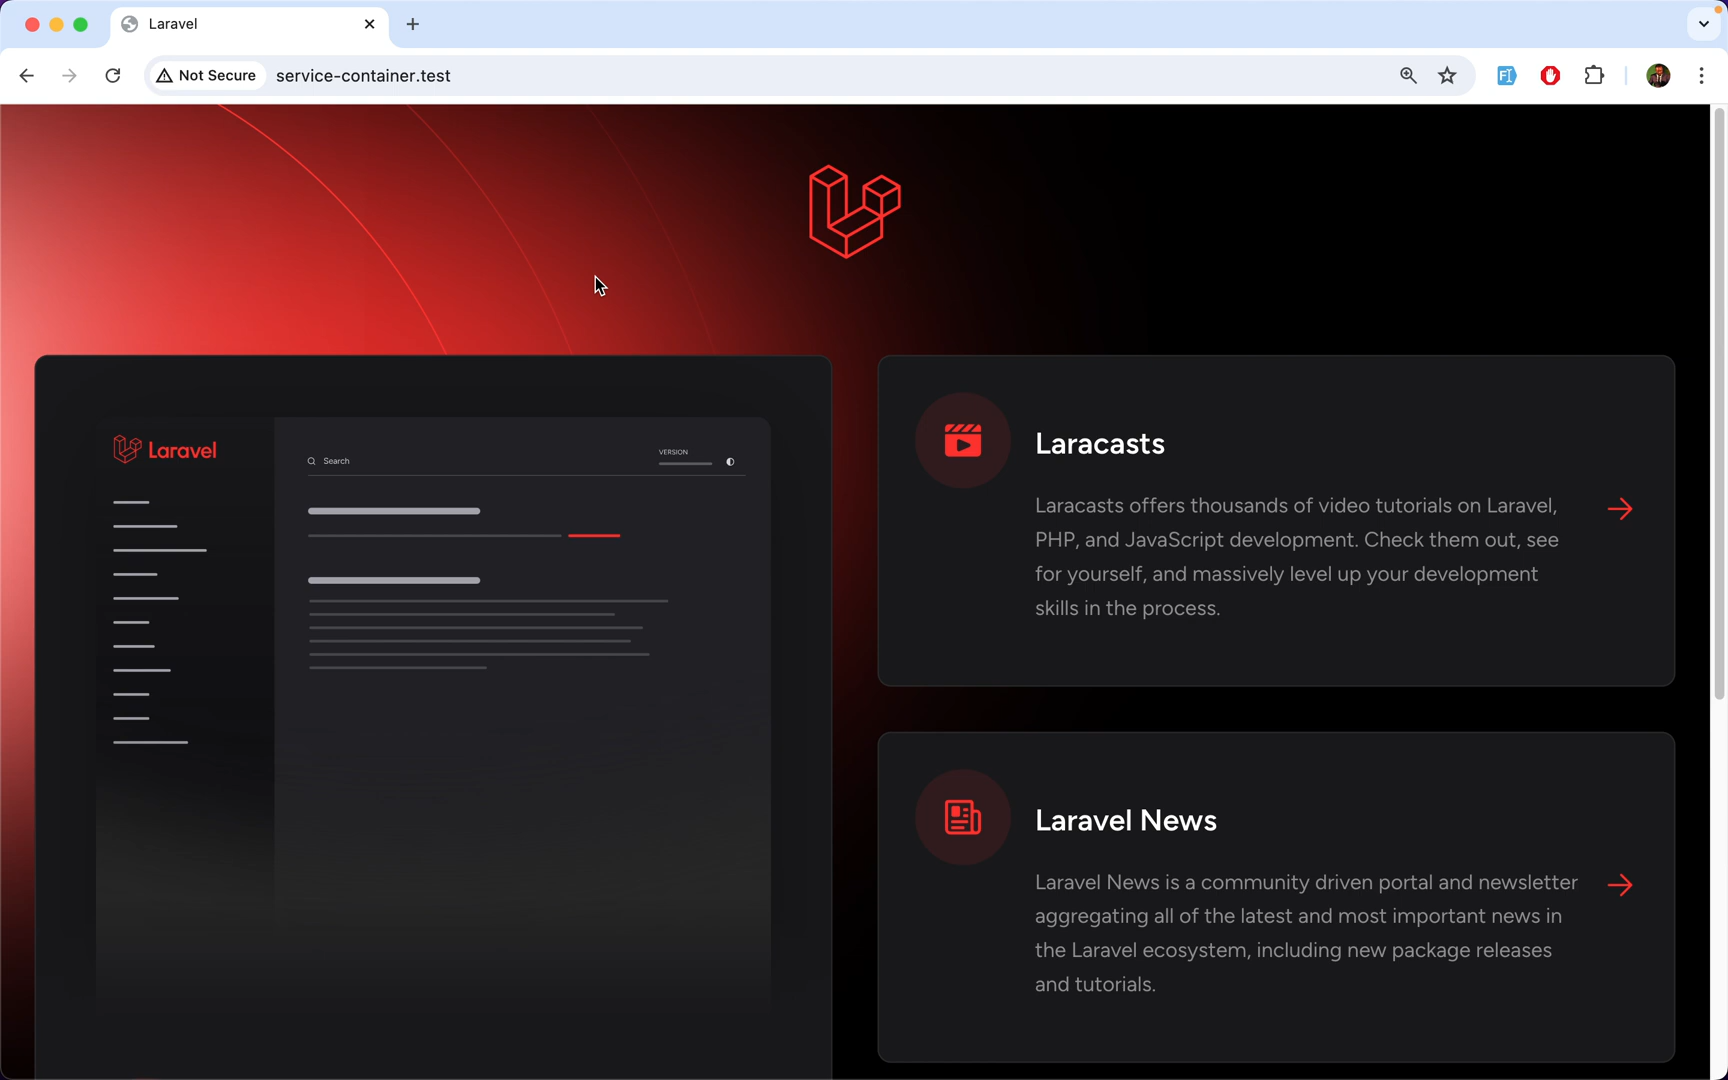 Laravel
Not Secure
service-container.test
Laravel
Search
VERSION
Laracasts
Laracasts offers thousands of video tutorials on Laravel,
PHP, and JavaScript development. Check them out, see
for yourself, and massively level up your development
skills in the process.
Laravel News
Laravel News is a community driven portal and newsletter
aggregating all of the latest and most important news in
the Laravel ecosystem, including new package releases
and tutorials.